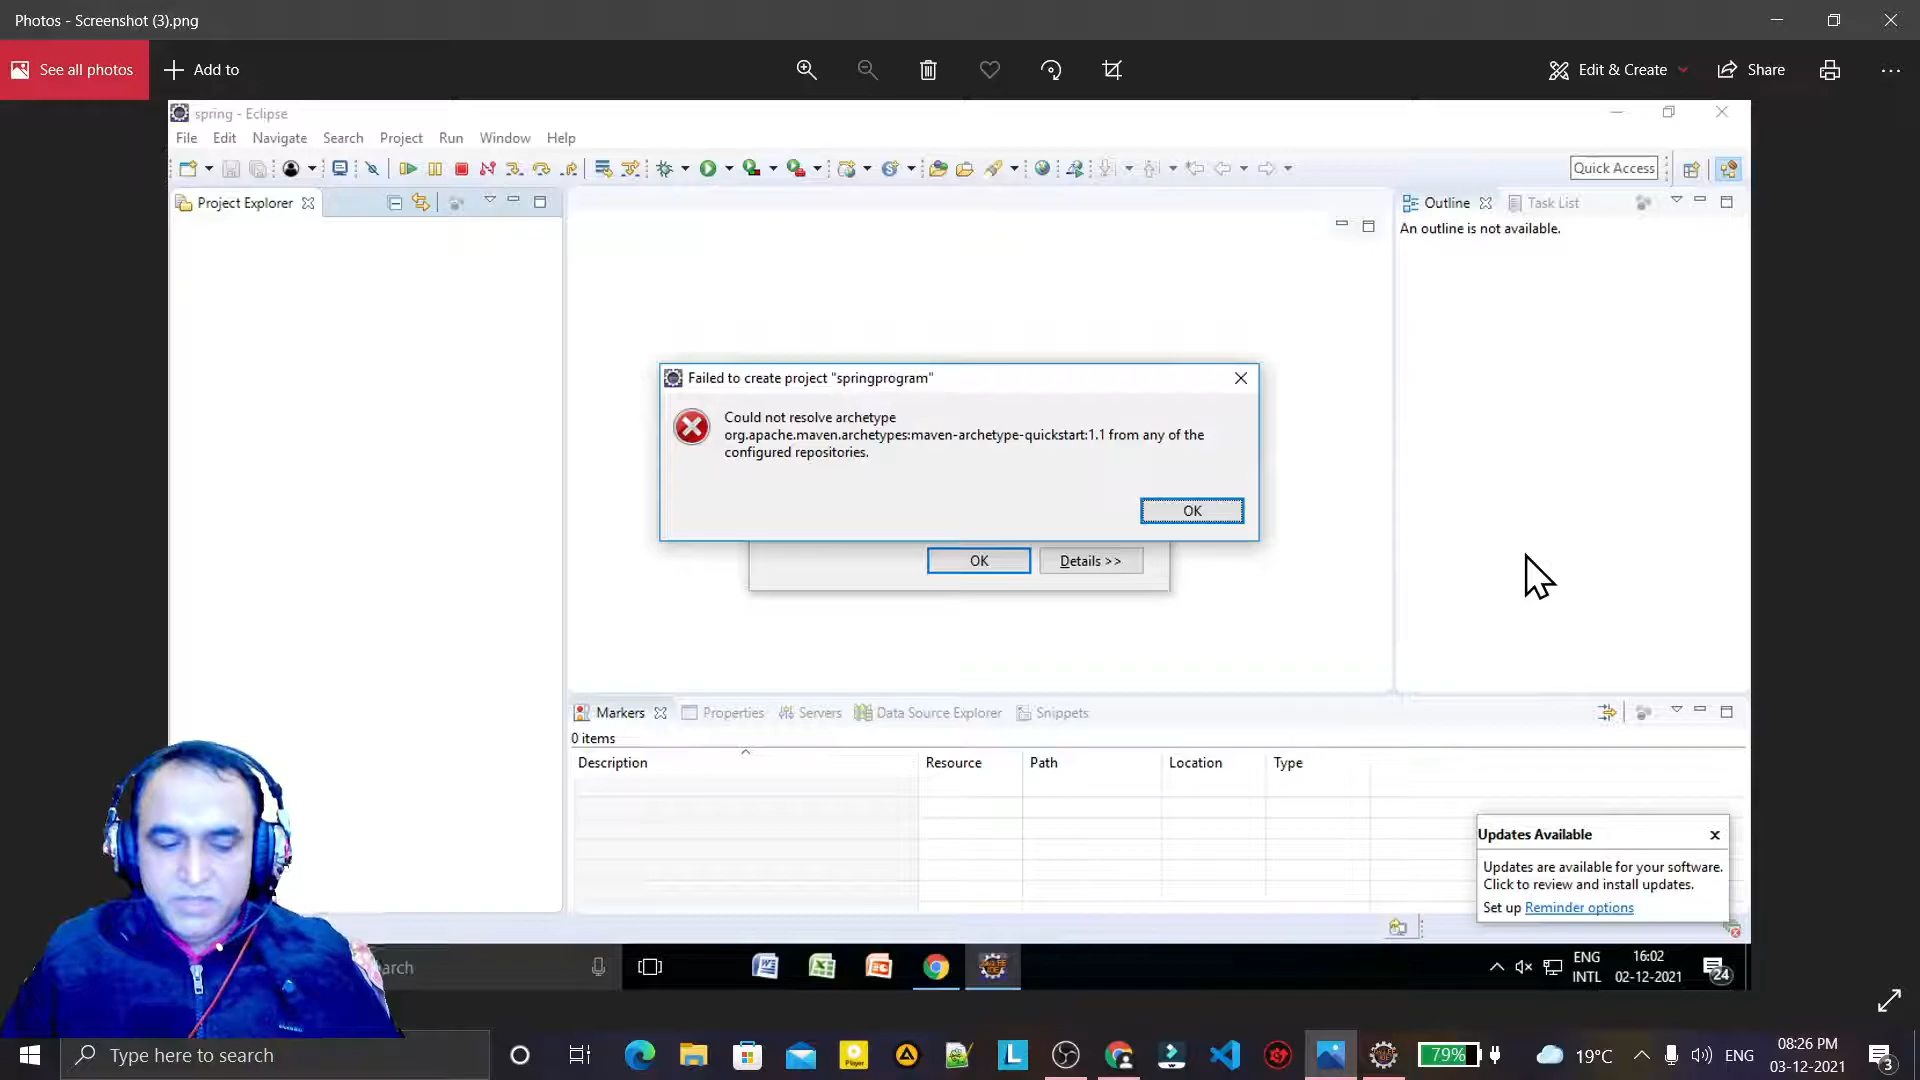 Photos - Screenshot (3).png
See all photos
Add to
Edit & Create
Share
spring - Eclipse
File Edit Navigate Search Project Run Window Help
Quick Access
Project Explorer
Outline
Task List
An outline is not available.
Failed to create project "springprogram"
Could not resolve archetype
org.apache.maven.archetypes:maven-archetype-quickstart:1.1 from any of the
configured repositories.
OK
OK
Details >>
Markers Properties Servers Data Source Explorer Snippets
0 items
Description Resource Path Location Type
Updates Available
Updates are available for your software.
Click to review and install updates.
Set up Reminder options
arch
ENG
INTL
16:02
02-12-2021
24
Type here to search
79%
19°C
ENG
08:26 PM
03-12-2021
3